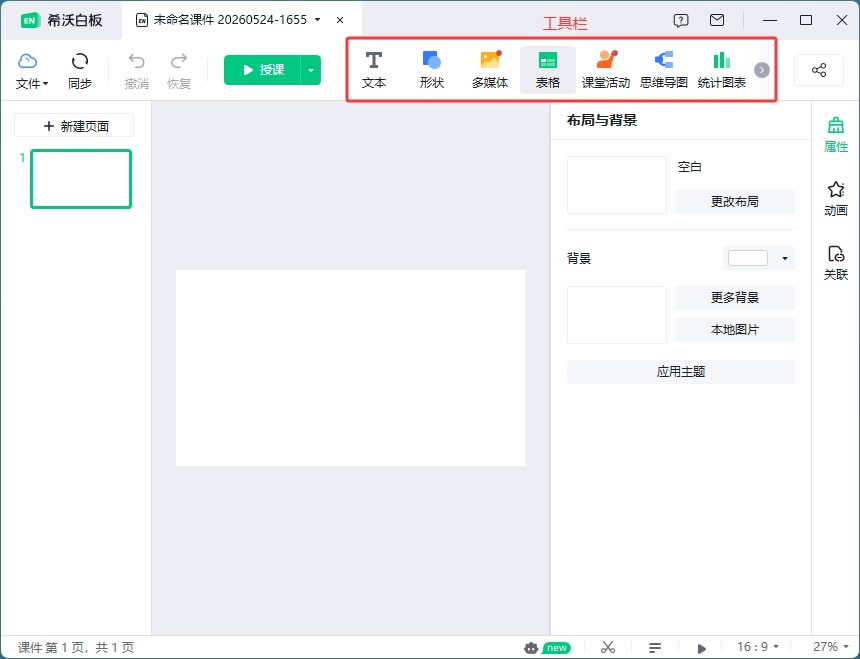 希沃白板
未命名课件 20260524-1655
工具栏
文件
同步
撤消
恢复
授课
文本
形状
多媒体
表格
课堂活动
思维导图
统计图表
新建页面
1
布局与背景
空白
更改布局
背景
更多背景
本地图片
应用主题
属性
动画
关联
课件 第 1 页，共 1 页
new
16 : 9
27%